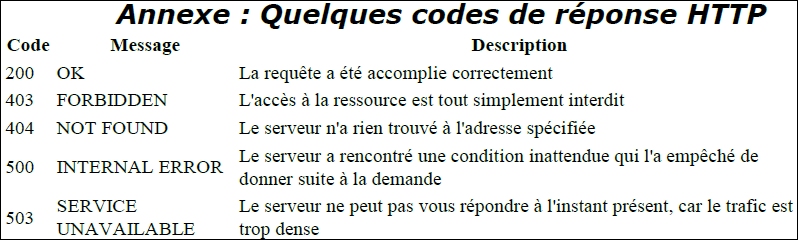 Annexe : Quelques codes de réponse HTTP
Code Message Description
200 OK La requête a été accomplie correctement
403 FORBIDDEN L'accès à la ressource est tout simplement interdit
404 NOT FOUND Le serveur n'a rien trouvé à l'adresse spécifiée
500 INTERNAL ERROR Le serveur a rencontré une condition inattendue qui l'a empêché de
donner suite à la demande
503 SERVICE UNAVAILABLE Le serveur ne peut pas vous répondre à l'instant présent, car le trafic est
trop dense